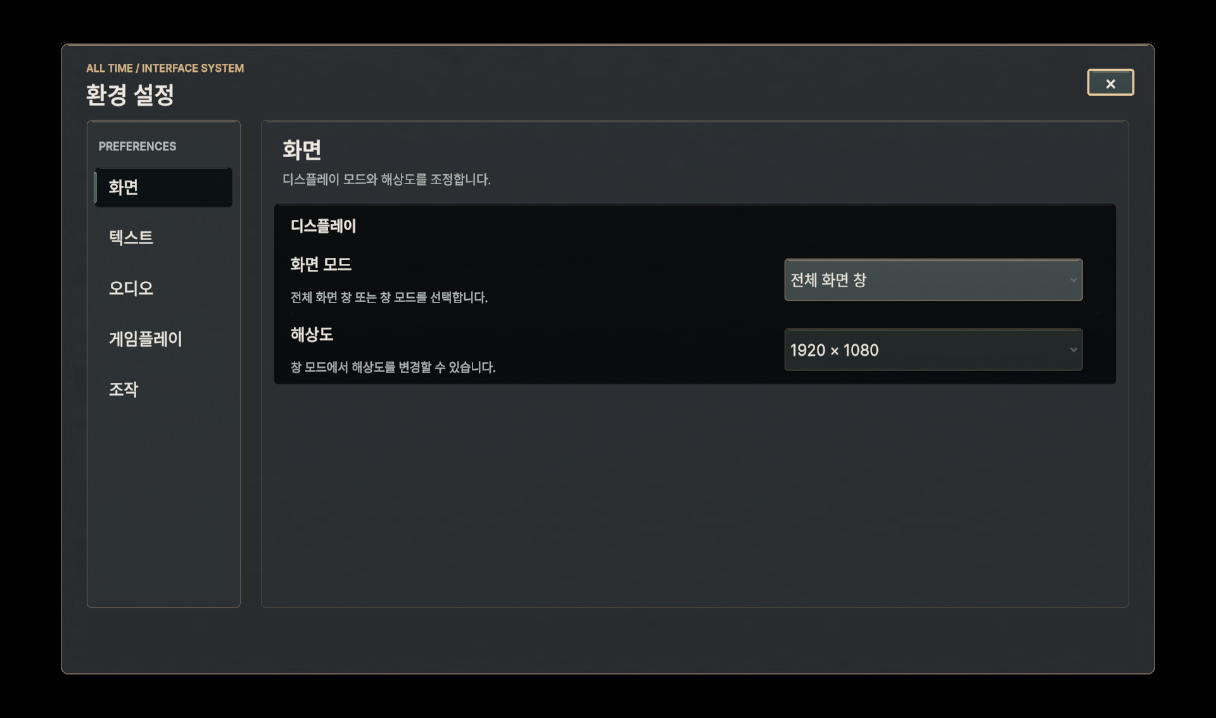 ALL TIME / INTERFACE SYSTEM
환경 설정
×
PREFERENCES
화면
텍스트
오디오
게임플레이
조작
화면
디스플레이 모드와 해상도를 조정합니다.
디스플레이
화면 모드
전체 화면 창 또는 창 모드를 선택합니다.
전체 화면 창
해상도
창 모드에서 해상도를 변경할 수 있습니다.
1920 × 1080